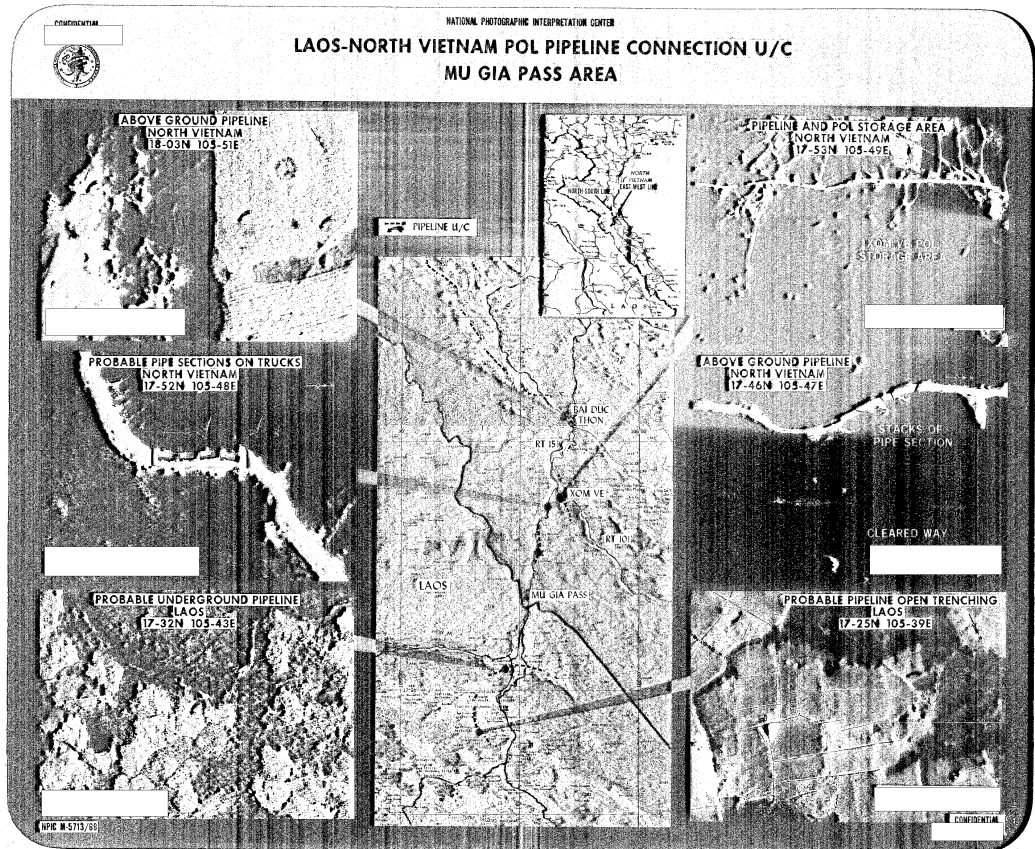 CONFIDENTIAL
NATIONAL PHOTOGRAPHIC INTERPRETATION CENTER
LAOS-NORTH VIETNAM POL PIPELINE CONNECTION U/C
MU GIA PASS AREA
ABOVE GROUND PIPELINE
NORTH VIETNAM
18-03N 105-51E
PIPELINE U/C
NORTH
VIETNAM
EAST-WEST LINE
NORTH-SOUTH LINE
LAOS
PIPELINE AND POL STORAGE AREA
NORTH VIETNAM
17-53N 105-49E
XOM VE POL
STORAGE AREA
PROBABLE PIPE SECTIONS ON TRUCKS
NORTH VIETNAM
17-52N 105-48E
BAI DUC
THON
RT 15
XOM VE
RT 101
LAOS
MU GIA PASS
ABOVE GROUND PIPELINE
NORTH VIETNAM
17-46N 105-47E
STACKS OF
PIPE SECTION
CLEARED WAY
PROBABLE UNDERGROUND PIPELINE
LAOS
17-32N 105-43E
PROBABLE PIPELINE OPEN TRENCHING
LAOS
17-25N 105-39E
NPIC M-5713/68
CONFIDENTIAL